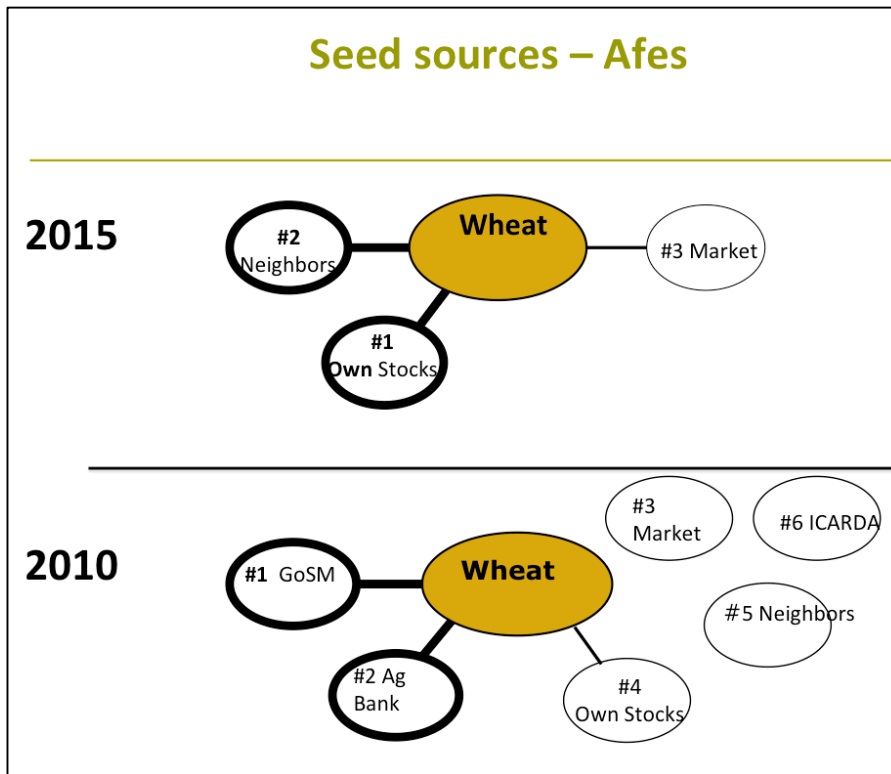 Seed sources – Afes
2015
Wheat
#2
Neighbors
#3 Market
#1
Own Stocks
2010
#1 GoSM
Wheat
#3
Market
#6 ICARDA
#5 Neighbors
#2 Ag
Bank
#4
Own Stocks